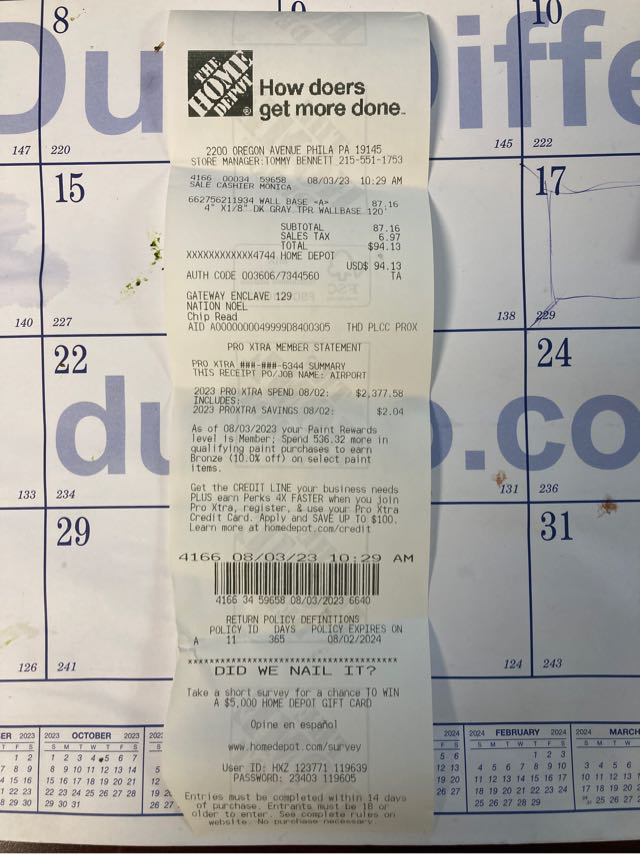 8
9
10
Du
iffe
147
220
145
222
THE
HOME
DEPOT
How doers
get more done.
2200 OREGON AVENUE PHILA PA 19145
STORE MANAGER:TOMMY BENNETT 215-551-1753
4166 00034 59658 08/03/23 10:29 AM
SALE CASHIER MONICA
662756211934 WALL BASE <A> 87.16
4" X1/8" DK GRAY TPR WALLBASE 120'
SUBTOTAL 87.16
SALES TAX 6.97
TOTAL $94.13
XXXXXXXXXXXX4744 HOME DEPOT
USD$ 94.13
AUTH CODE 003606/7344560 TA
GATEWAY ENCLAVE 129
NATION NOEL
Chip Read
AID A0000000049999D8400305 THD PLCC PROX
PRO XTRA MEMBER STATEMENT
PRO XTRA ###-###-6344 SUMMARY
THIS RECEIPT PO/JOB NAME: AIRPORT
2023 PRO XTRA SPEND 08/02: $2,377.58
INCLUDES:
2023 PROXTRA SAVINGS 08/02: $2.04
As of 08/03/2023 your Paint Rewards
level is Member; Spend 536.32 more in
qualifying paint purchases to earn
Bronze (10.0% off) on select paint
items.
Get the CREDIT LINE your business needs
PLUS earn Perks 4X FASTER when you join
Pro Xtra, register, & use your Pro Xtra
Credit Card. Apply and SAVE UP TO $100.
Learn more at homedepot.com/credit
4166 08/03/23 10:29 AM
4166 34 59658 08/03/2023 6640
RETURN POLICY DEFINITIONS
POLICY ID DAYS POLICY EXPIRES ON
A 11 365 08/02/2024
DID WE NAIL IT?
Take a short survey for a chance TO WIN
A $5,000 HOME DEPOT GIFT CARD
Opine en español
www.homedepot.com/survey
User ID: HXZ 123771 119639
PASSWORD: 23403 119605
Entries must be completed within 14 days
of purchase. Entrants must be 18 or
older to enter. See complete rules on
website. No purchase necessary.
15
17
140
227
138
229
22
24
du
o.co
133
234
131
236
29
31
126
241
124
243
2023 OCTOBER 2023
S M T W T F S
1 2 3 4 5 6 7
8 9 10 11 12 13 14
15 16 17 18 19 20 21
22 23 24 25 26 27 28
29 30 31
2024 FEBRUARY 2024
S M T W T F S
1 2 3
4 5 6 7 8 9 10
11 12 13 14 15 16 17
18 19 20 21 22 23 24
25 26 27 28 29
2024 MARCH